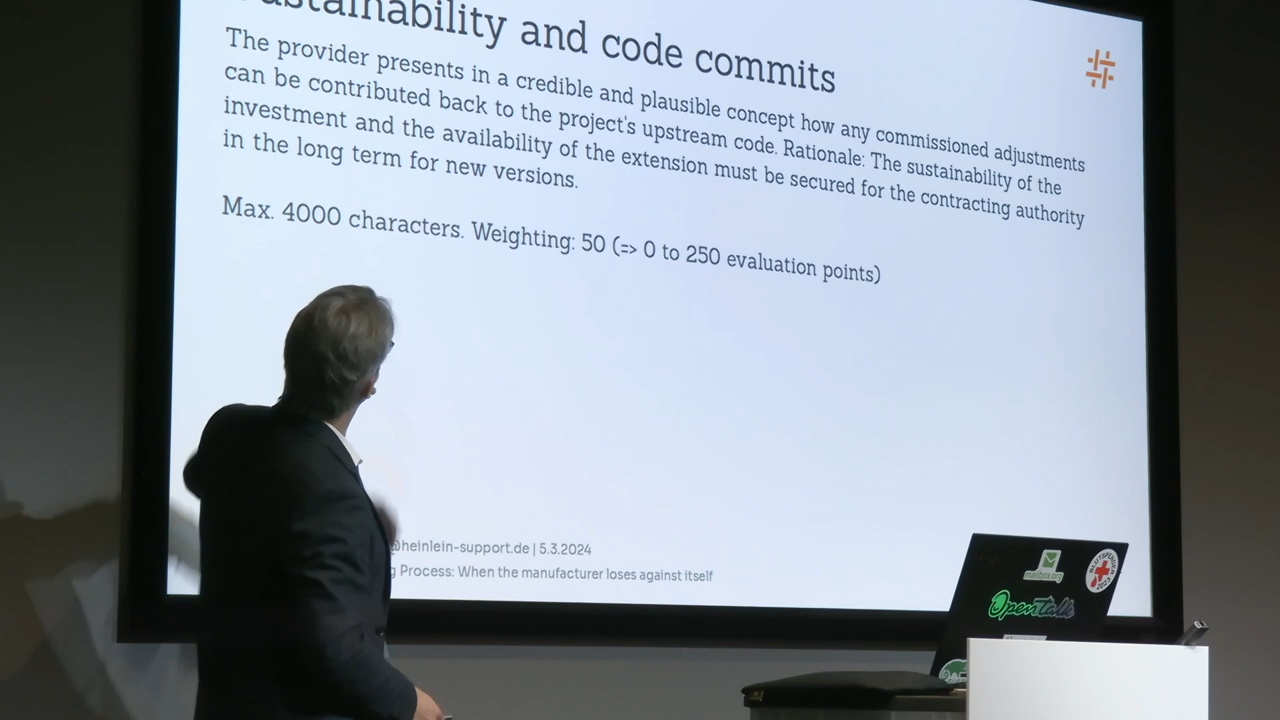 sustainability and code commits
The provider presents in a credible and plausible concept how any commissioned adjustments
can be contributed back to the project's upstream code. Rationale: The sustainability of the
investment and the availability of the extension must be secured for the contracting authority
in the long term for new versions.
Max. 4000 characters. Weighting: 50 (=> 0 to 250 evaluation points)
@heinlein-support.de | 5.3.2024
g Process: When the manufacturer loses against itself
mailbox.org
BLUTSPENDER
OpenTalk